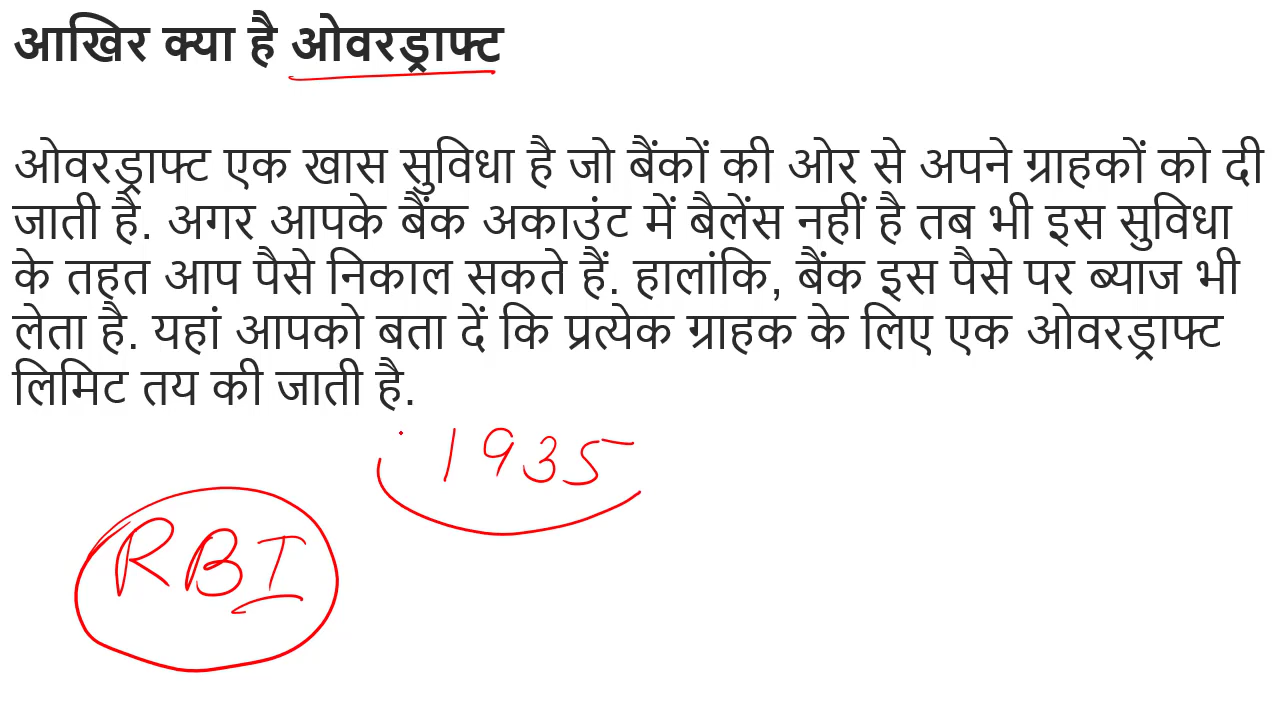 आखिर क्या है ओवरड्राफ्ट
ओवरड्राफ्ट एक खास सुविधा है जो बैंकों की ओर से अपने ग्राहकों को दी
जाती है. अगर आपके बैंक अकाउंट में बैलेंस नहीं है तब भी इस सुविधा
के तहत आप पैसे निकाल सकते हैं. हालांकि, बैंक इस पैसे पर ब्याज भी
लेता है. यहां आपको बता दें कि प्रत्येक ग्राहक के लिए एक ओवरड्राफ्ट
लिमिट तय की जाती है.
1935
RBI